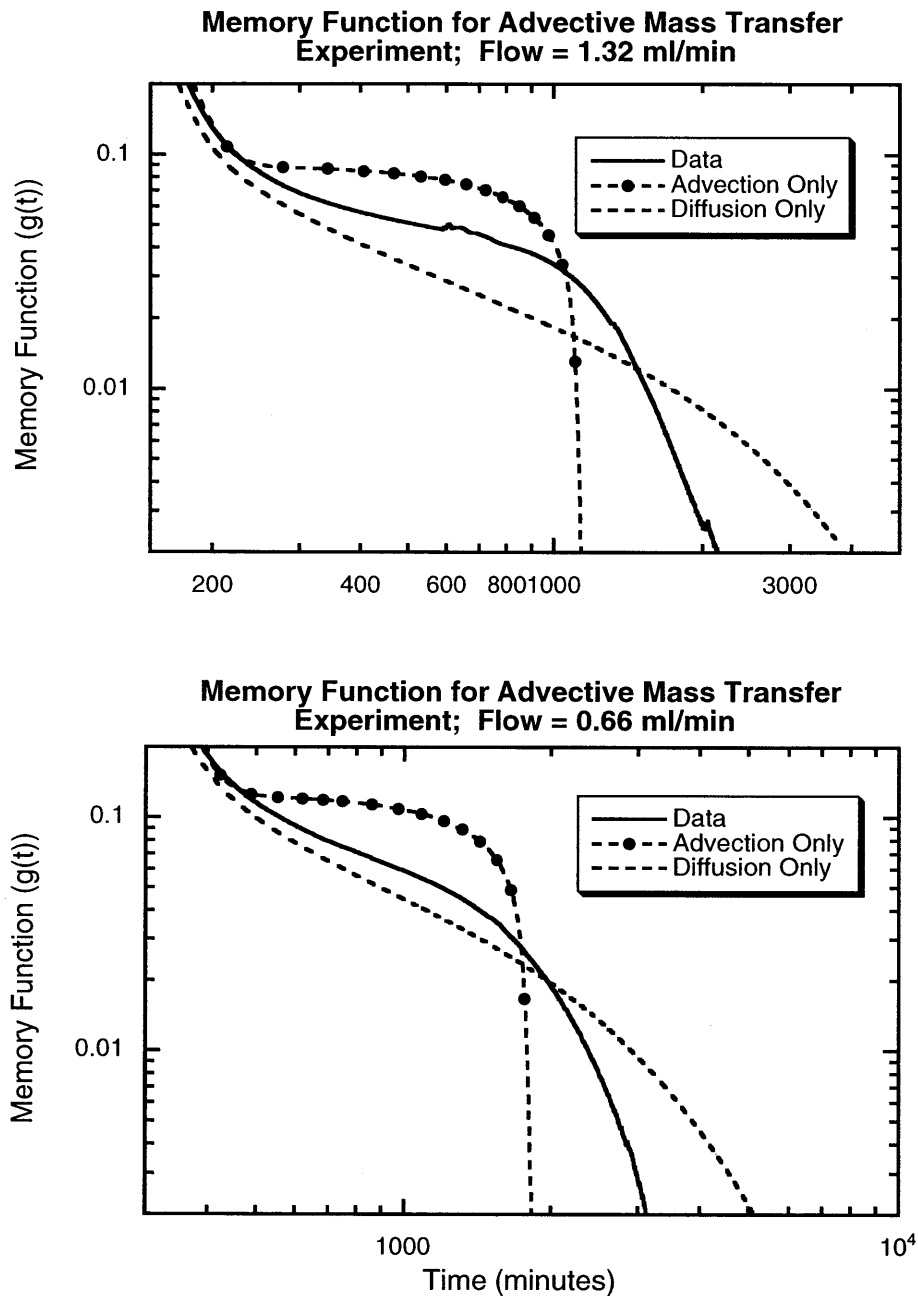 Memory Function for Advective Mass Transfer
Experiment; Flow = 1.32 ml/min
Memory Function (g(t))
0.1
0.01
Data
Advection Only
Diffusion Only
200
400
600
800
1000
3000
Memory Function for Advective Mass Transfer
Experiment; Flow = 0.66 ml/min
Memory Function (g(t))
0.1
0.01
Data
Advection Only
Diffusion Only
1000
10⁴
Time (minutes)